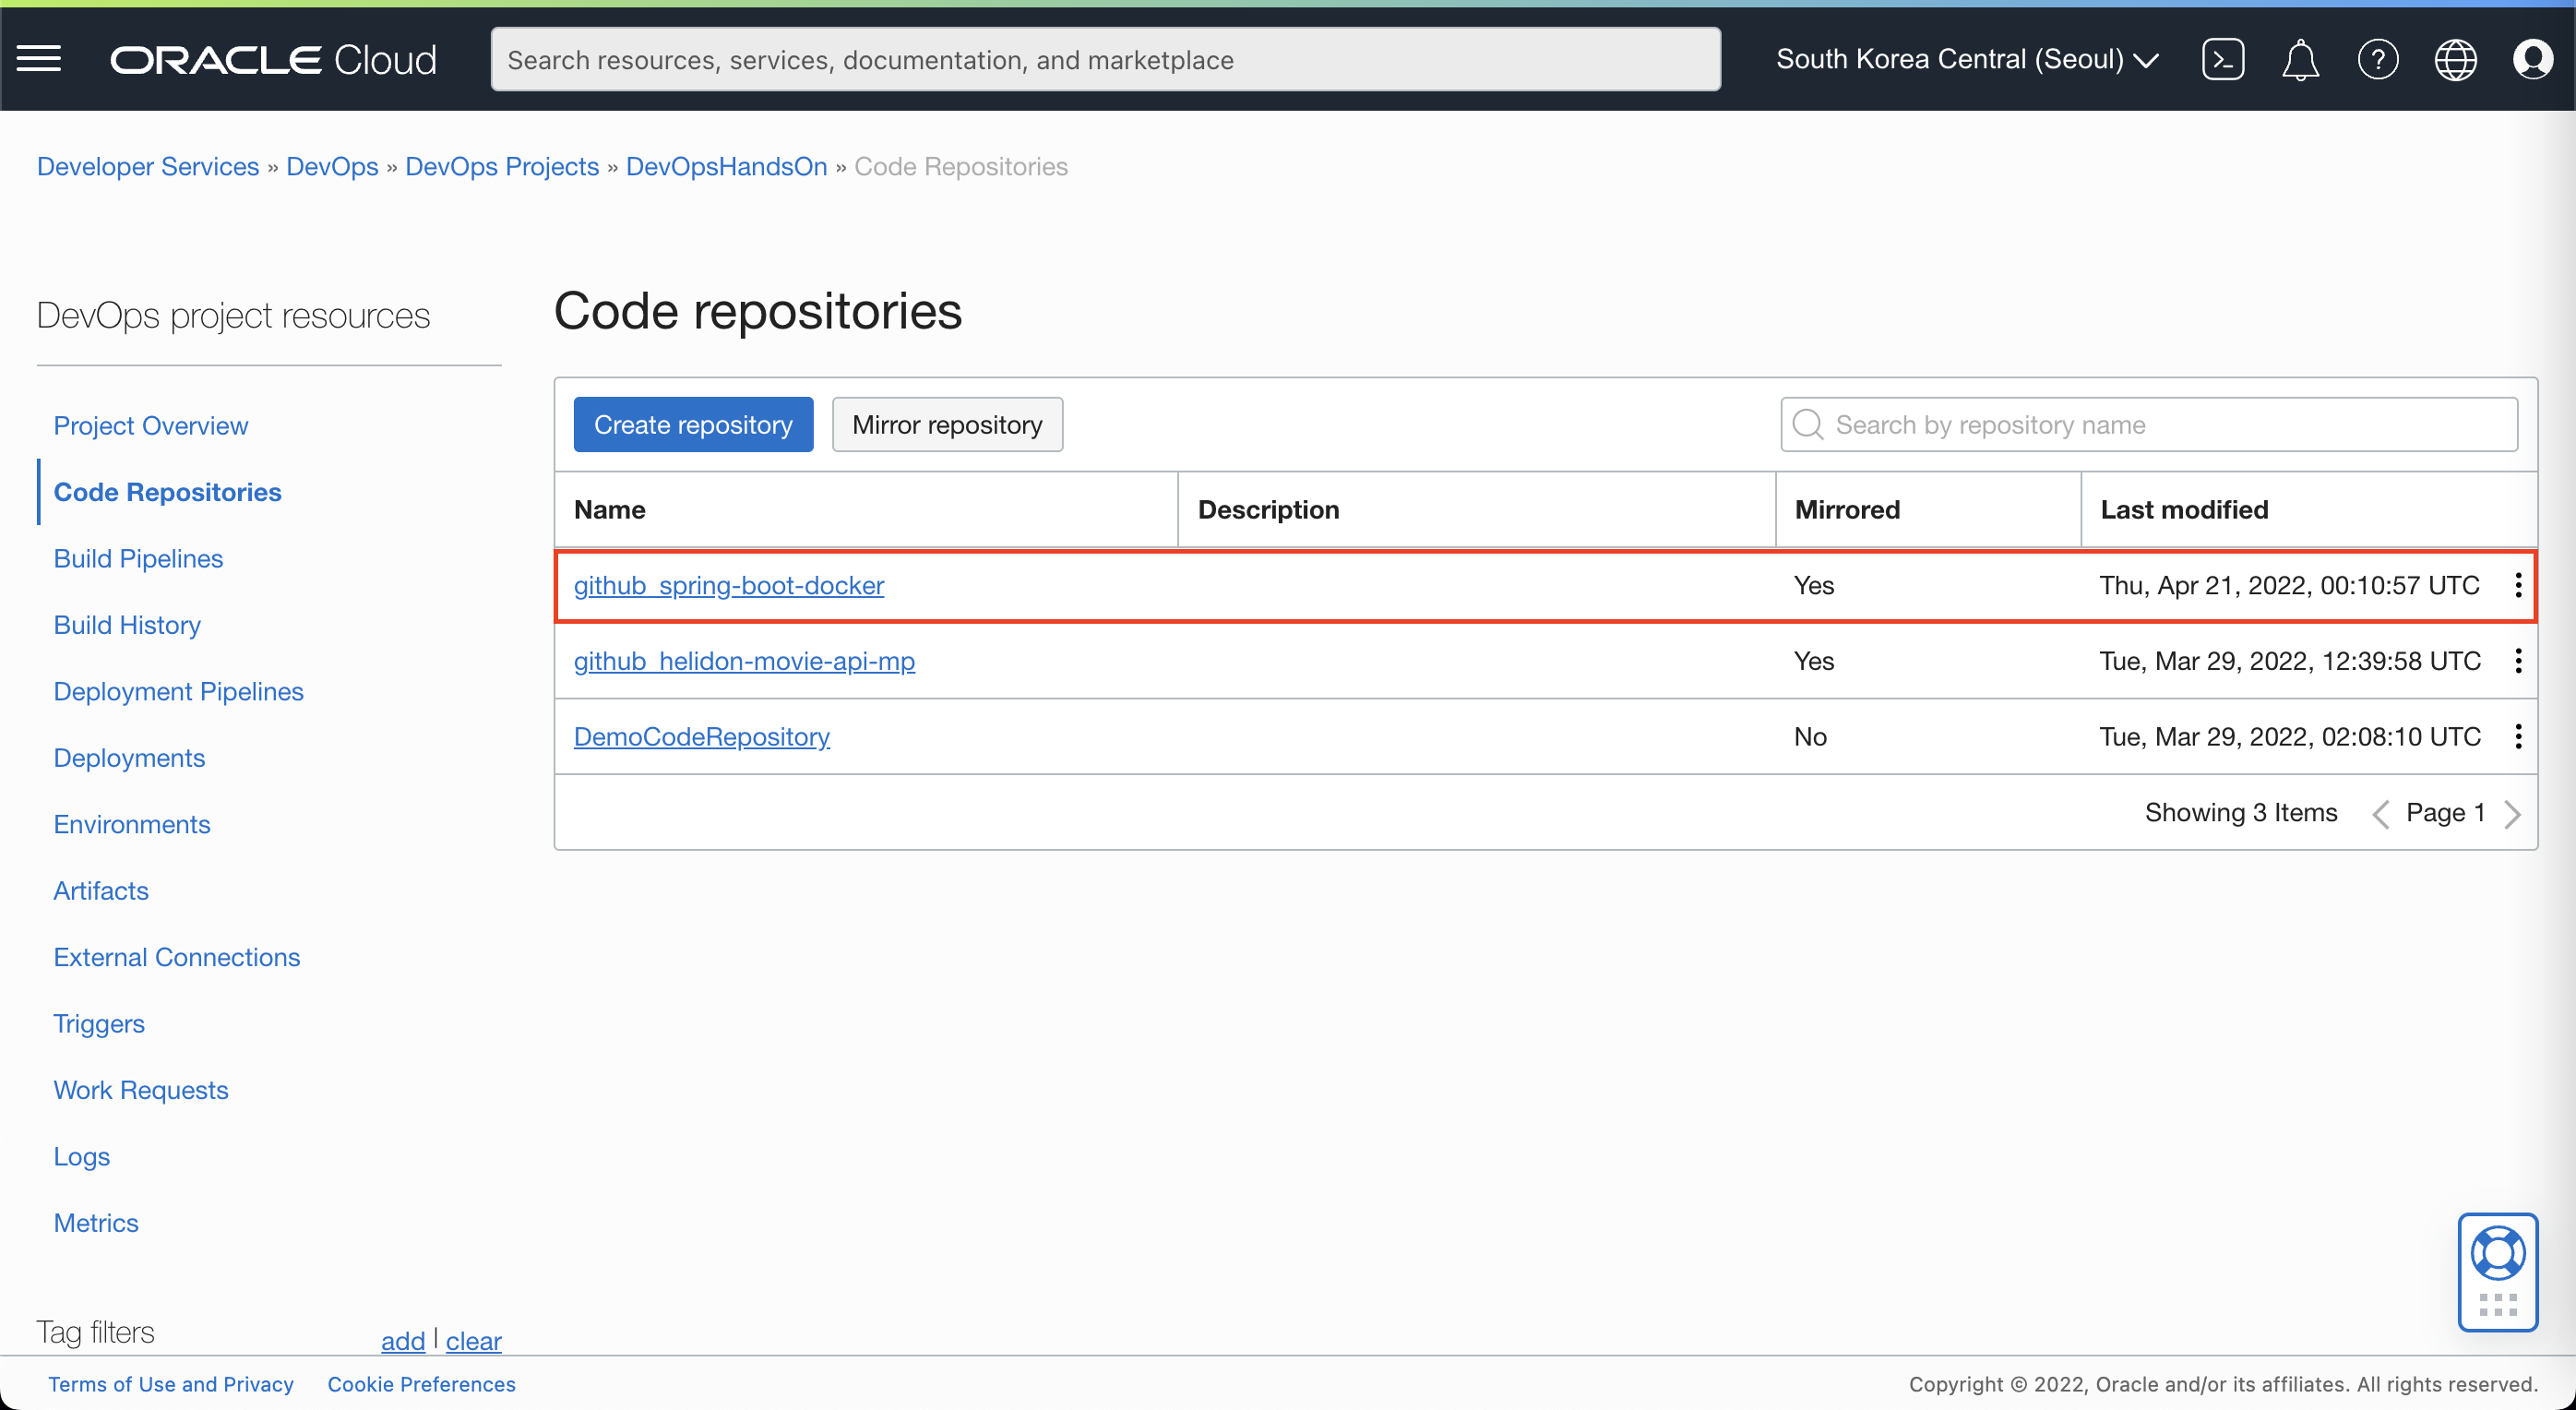 ORACLE Cloud
Search resources, services, documentation, and marketplace
South Korea Central (Seoul)
Developer Services » DevOps » DevOps Projects » DevOpsHandsOn » Code Repositories
DevOps project resources
Project Overview
Code Repositories
Build Pipelines
Build History
Deployment Pipelines
Deployments
Environments
Artifacts
External Connections
Triggers
Work Requests
Logs
Metrics
Tag filters
add | clear
Code repositories
Create repository
Mirror repository
Search by repository name
Name Description Mirrored Last modified
github_spring-boot-docker Yes Thu, Apr 21, 2022, 00:10:57 UTC
github_helidon-movie-api-mp Yes Tue, Mar 29, 2022, 12:39:58 UTC
DemoCodeRepository No Tue, Mar 29, 2022, 02:08:10 UTC
Showing 3 Items Page 1
Terms of Use and Privacy Cookie Preferences
Copyright © 2022, Oracle and/or its affiliates. All rights reserved.